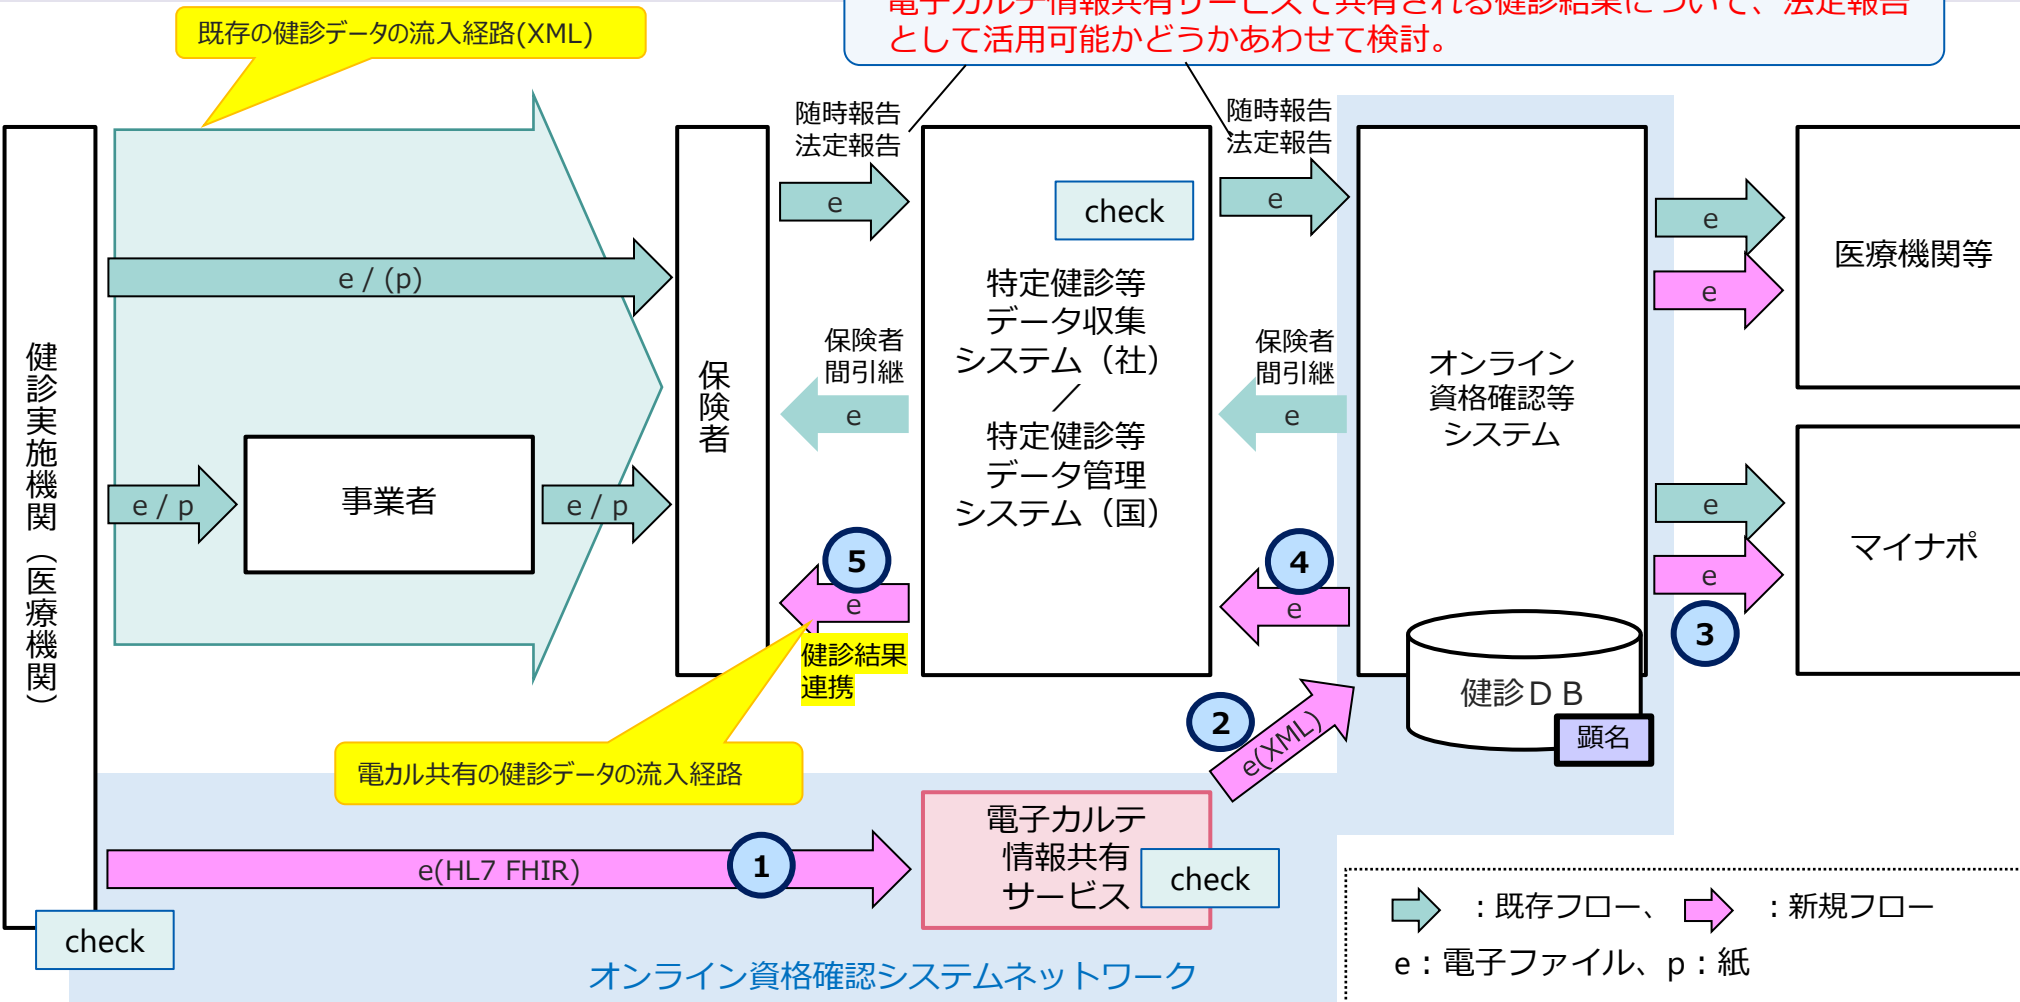 電子カルテ情報共有サービスで共有される健診結果について、法定報告
として活用可能かどうかあわせて検討。
既存の健診データの流入経路(XML)
随時報告
法定報告
随時報告
法定報告
e
e
check
e
e
医療機関等
e / (p)
特定健診等
データ収集
システム（社）
／
特定健診等
データ管理
システム（国）
保険者
間引継
e
保険者
間引継
e
オンライン
資格確認等
システム
健診実施機関（医療機関）
保険者
e / p
事業者
e / p
e
e
マイナポ
5
e
健診結果
連携
4
e
3
2
e(XML)
健診ＤＢ
顕名
電カル共有の健診データの流入経路
e(HL7 FHIR)
1
電子カルテ
情報共有
サービス
check
check
オンライン資格確認システムネットワーク
：既存フロー、 ：新規フロー
e：電子ファイル、p：紙